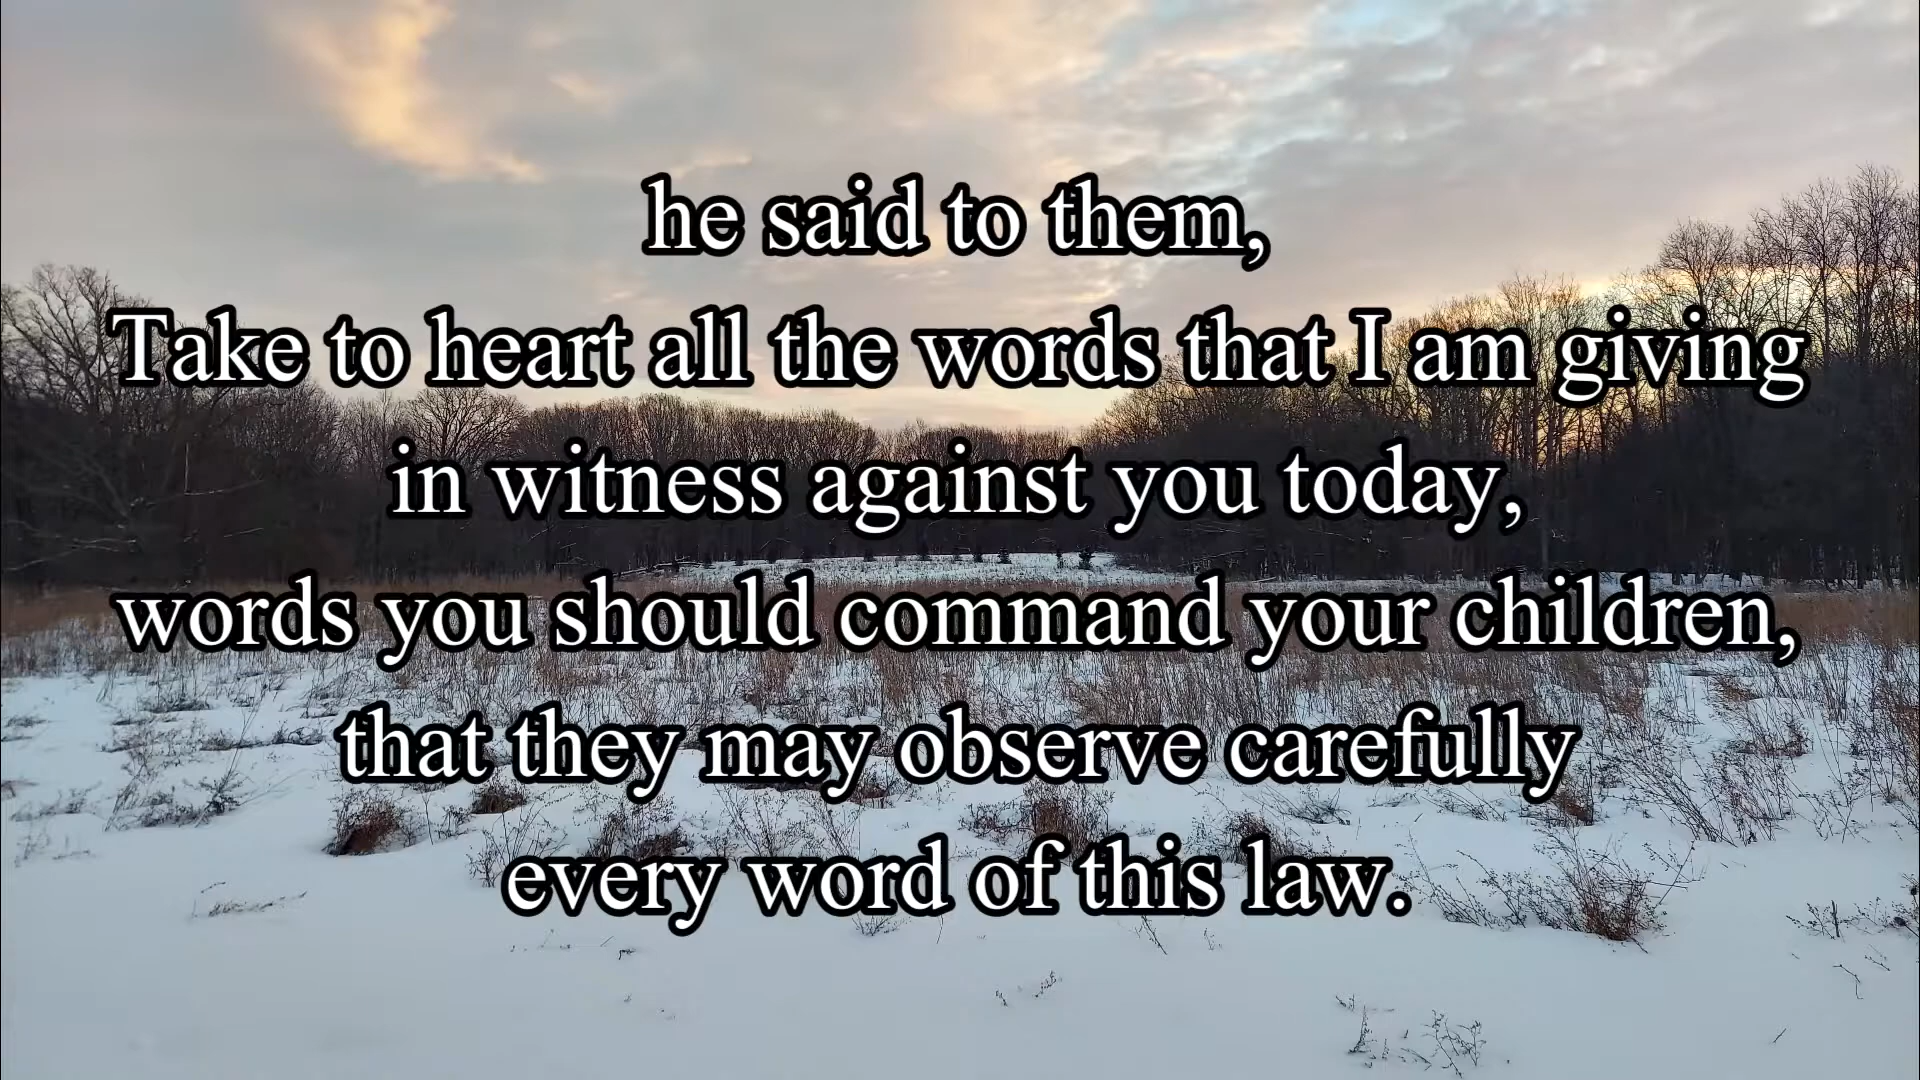 he said to them,
Take to heart all the words that I am giving
in witness against you today,
words you should command your children,
that they may observe carefully
every word of this law.